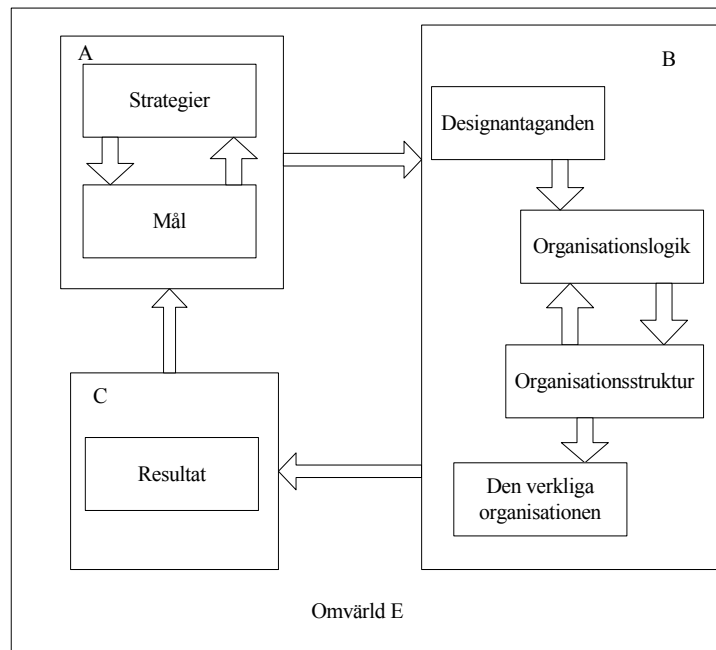 A
Strategier
Mål
B
Designantaganden
Organisationslogik
Organisationsstruktur
Den verkliga
organisationen
C
Resultat
Omvärld E